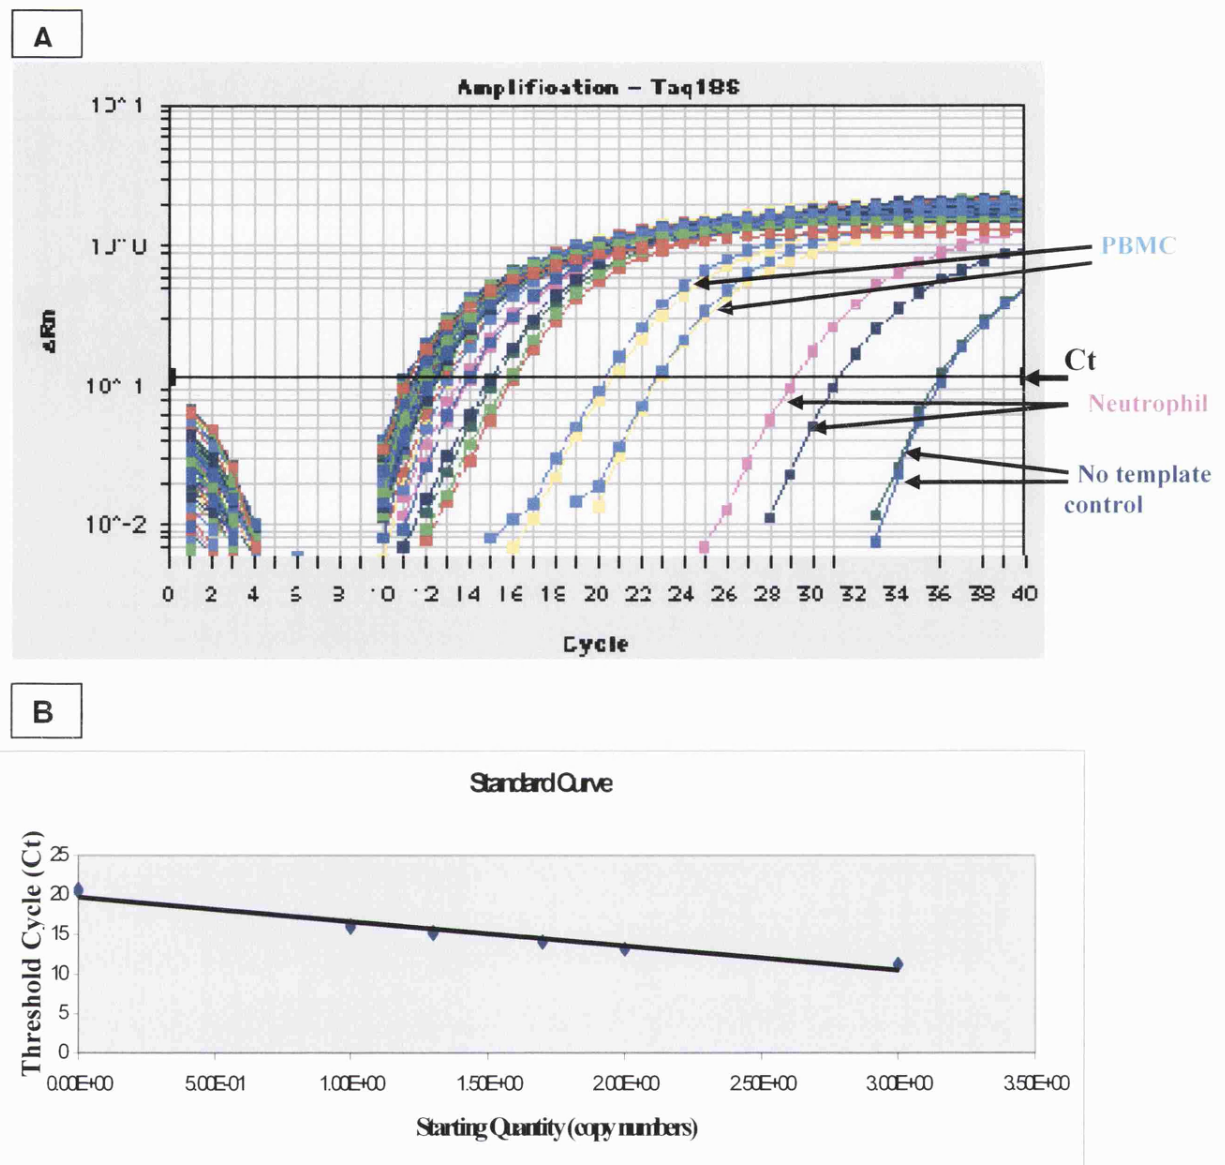 A
Amplification - Taq186
10^1
10^-1
10^-2
ΔRn
PBMC
Ct
Neutrophil
No template
control
0 2 4 6 8 10 12 14 16 18 20 22 24 26 28 30 32 34 36 38 40
Cycle
B
Standard Curve
Threshold Cycle (Ct)
25
20
15
10
5
0
0.00E+00 5.00E-01 1.00E+00 1.50E+00 2.00E+00 2.50E+00 3.00E+00 3.50E+00
Starting Quantity (copy numbers)